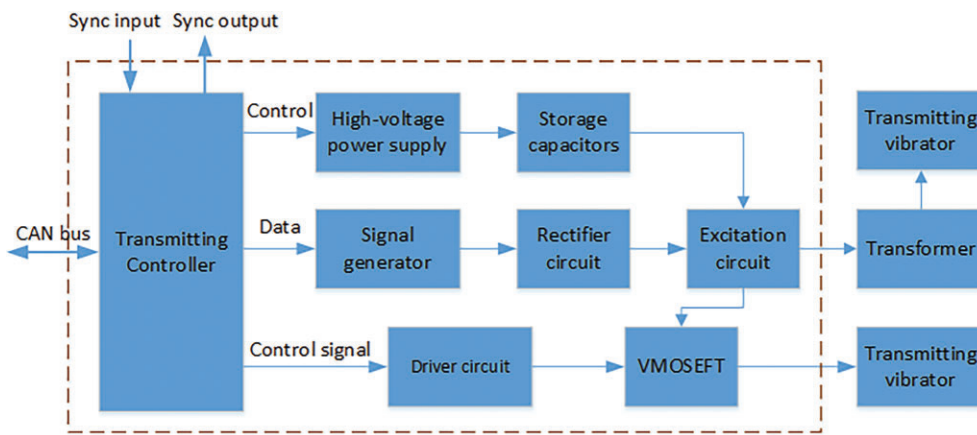 Sync input
Sync output
Control
High-voltage
power supply
Storage
capacitors
Transmitting
vibrator
CAN bus
Transmitting
Controller
Data
Signal
generator
Rectifier
circuit
Excitation
circuit
Transformer
Control signal
Driver circuit
VMOSEFT
Transmitting
vibrator